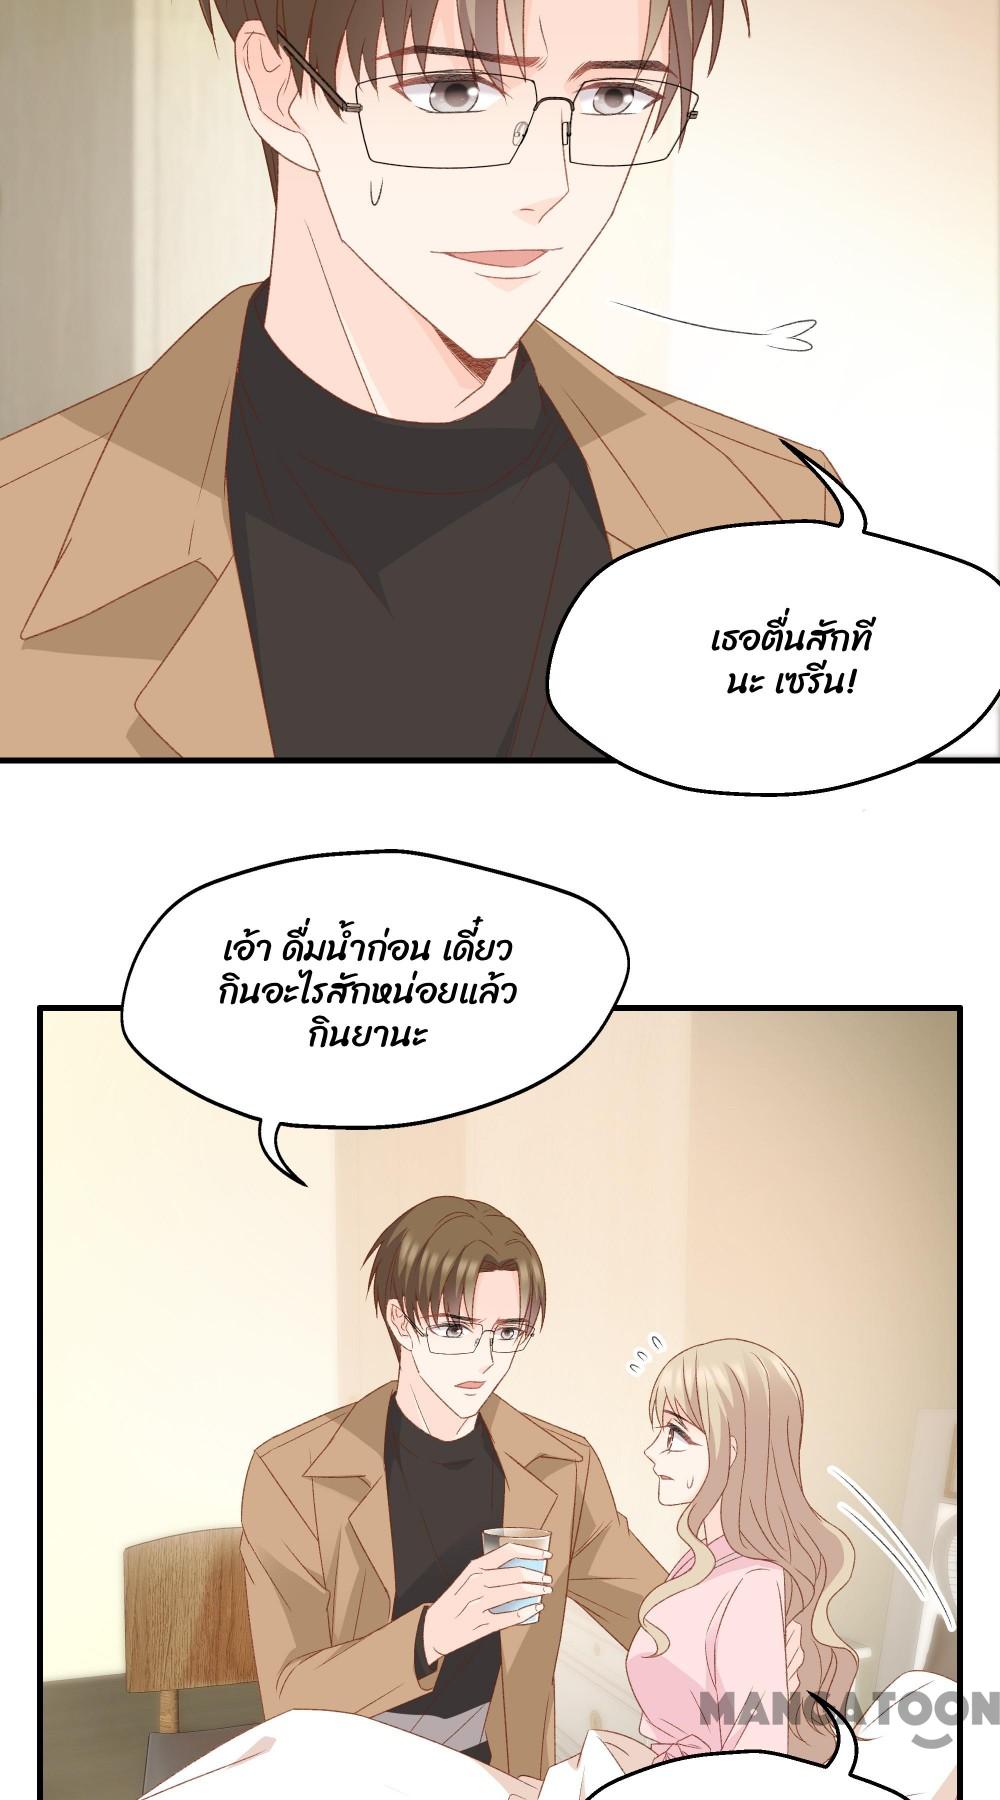 เธอตื่นสักที
นะ เซรีน!
เอ้า ดื่มน้ำก่อน เดี๋ยว
กินอะไรสักหน่อยแล้ว
กินยานะ
MANGATOON